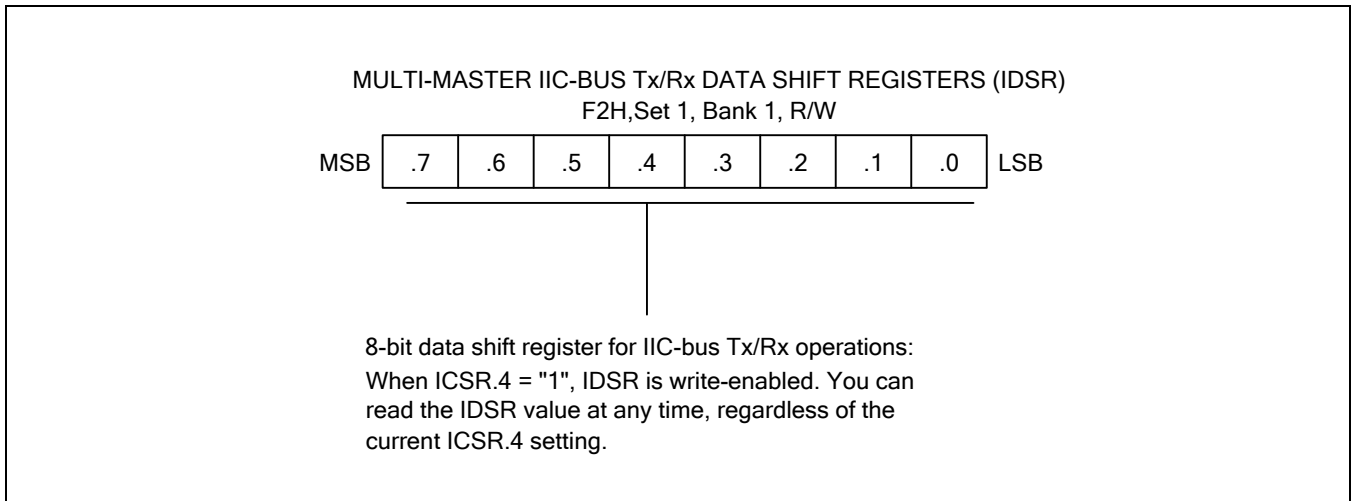 MULTI-MASTER IIC-BUS Tx/Rx DATA SHIFT REGISTERS (IDSR)
F2H,Set 1, Bank 1, R/W
MSB .7 .6 .5 .4 .3 .2 .1 .0 LSB
8-bit data shift register for IIC-bus Tx/Rx operations:
When ICSR.4 = "1", IDSR is write-enabled. You can
read the IDSR value at any time, regardless of the
current ICSR.4 setting.